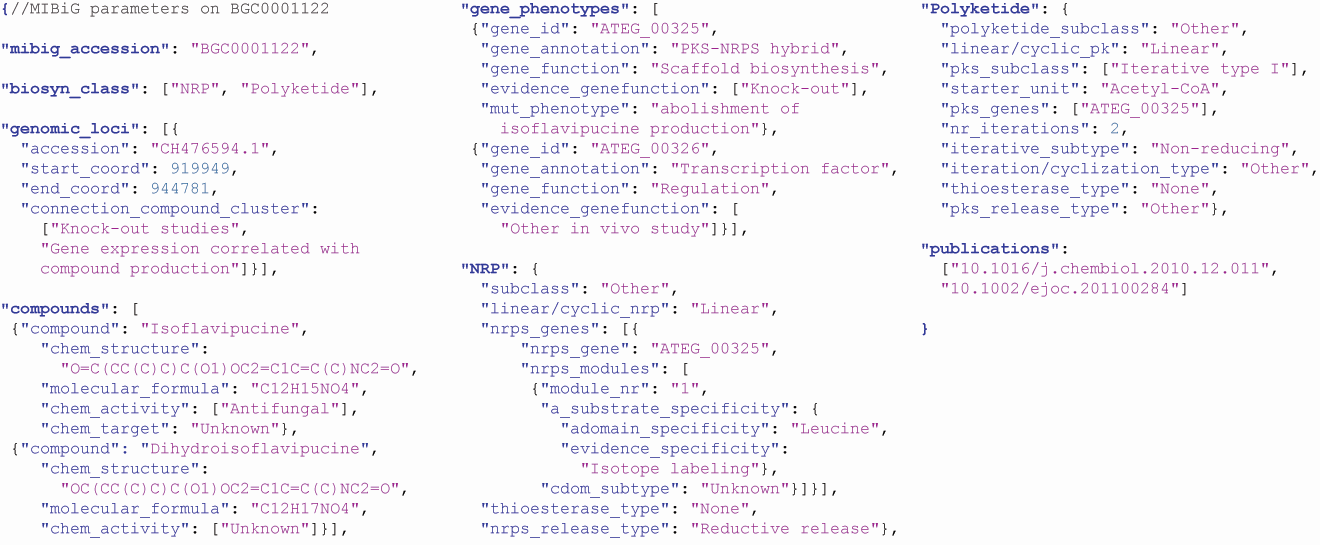 {//MIBiG parameters on BGC0001122
"mibig_accession": "BGC0001122",
"biosyn_class": ["NRP", "Polyketide"],
"genomic_loci": [{
"accession": "CH476594.1",
"start_coord": 919949,
"end_coord": 944781,
"connection_compound_cluster":
["Knock-out studies",
"Gene expression correlated with
compound production"]}],
"compounds": [
{"compound": "Isoflavipucine",
"chem_structure":
"O=C(CC(C)C)C(O1)OC2=C1C=C(C)NC2=O",
"molecular_formula": "C12H15NO4",
"chem_activity": ["Antifungal"],
"chem_target": "Unknown"},
{"compound": "Dihydroisoflavipucine",
"chem_structure":
"OC(CC(C)C)C(O1)OC2=C1C=C(C)NC2=O",
"molecular_formula": "C12H17NO4",
"chem_activity": ["Unknown"]}],
"gene_phenotypes": [
{"gene_id": "ATEG_00325",
"gene_annotation": "PKS-NRPS hybrid",
"gene_function": "Scaffold biosynthesis",
"evidence_genefunction": ["Knock-out"],
"mut_phenotype": "abolishment of
isoflavipucine production"},
{"gene_id": "ATEG_00326",
"gene_annotation": "Transcription factor",
"gene_function": "Regulation",
"evidence_genefunction": [
"Other in vivo study"]}],
"NRP": {
"subclass": "Other",
"linear/cyclic_nrp": "Linear",
"nrps_genes": [{
"nrps_gene": "ATEG_00325",
"nrps_modules": [
{"module_nr": "1",
"a_substrate_specificity": {
"adomain_specificity": "Leucine",
"evidence_specificity":
"Isotope labeling"},
"cdom_subtype": "Unknown"}]}],
"thioesterase_type": "None",
"nrps_release_type": "Reductive release"},
"Polyketide": {
"polyketide_subclass": "Other",
"linear/cyclic_pk": "Linear",
"pks_subclass": ["Iterative type I"],
"starter_unit": "Acetyl-CoA",
"pks_genes": ["ATEG_00325"],
"nr_iterations": 2,
"iterative_subtype": "Non-reducing",
"iteration/cyclization_type": "Other",
"thioesterase_type": "None",
"pks_release_type": "Other"},
"publications":
["10.1016/j.chembiol.2010.12.011",
"10.1002/ejoc.201100284"]
}